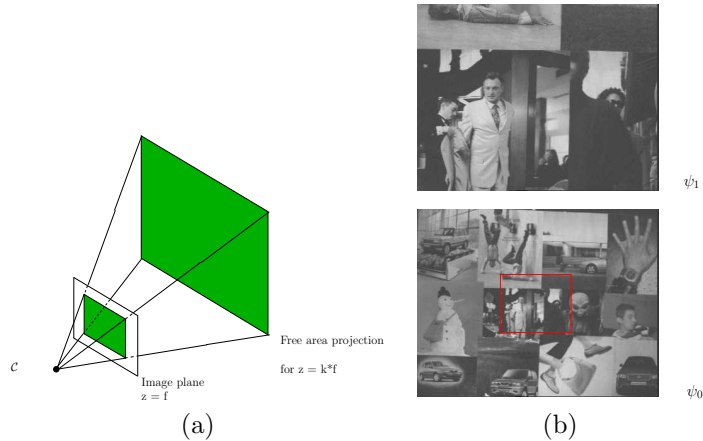 ψ₁
C
Free area projection
for z = k*f
Image plane
z = f
ψ₀
(a)
(b)